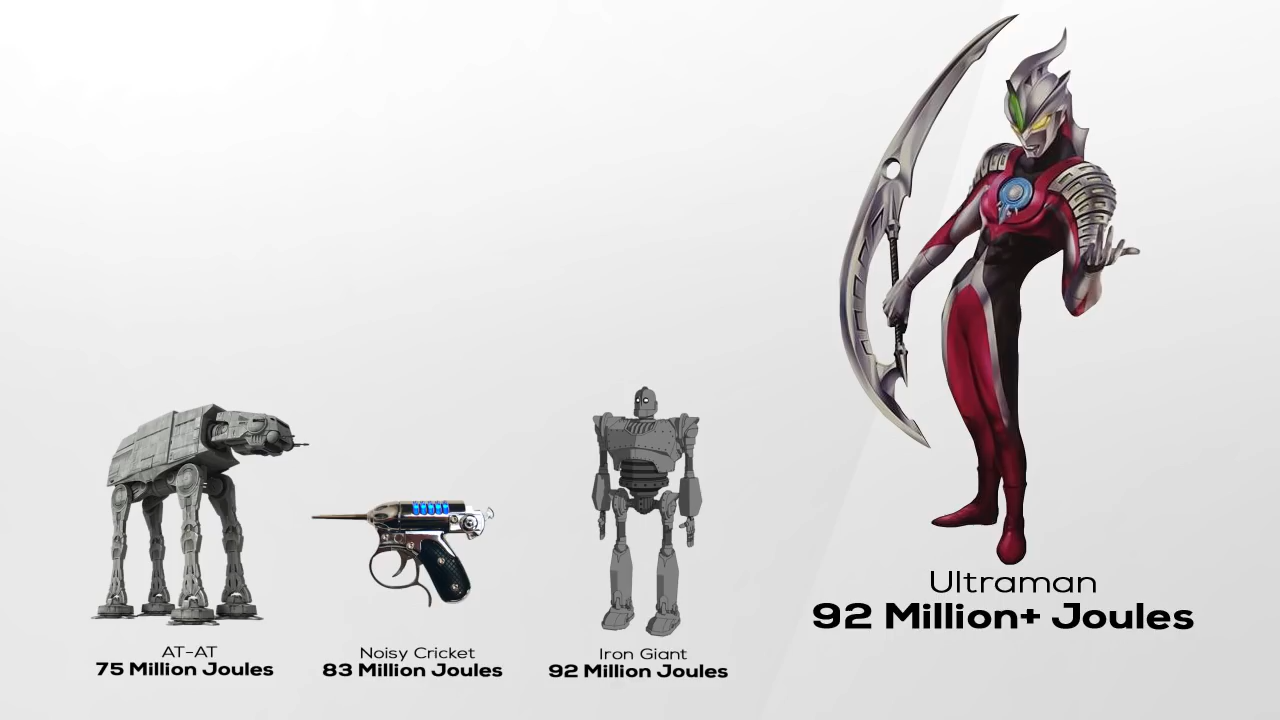 AT-AT
75 Million Joules
Noisy Cricket
83 Million Joules
Iron Giant
92 Million Joules
Ultraman
92 Million+ Joules